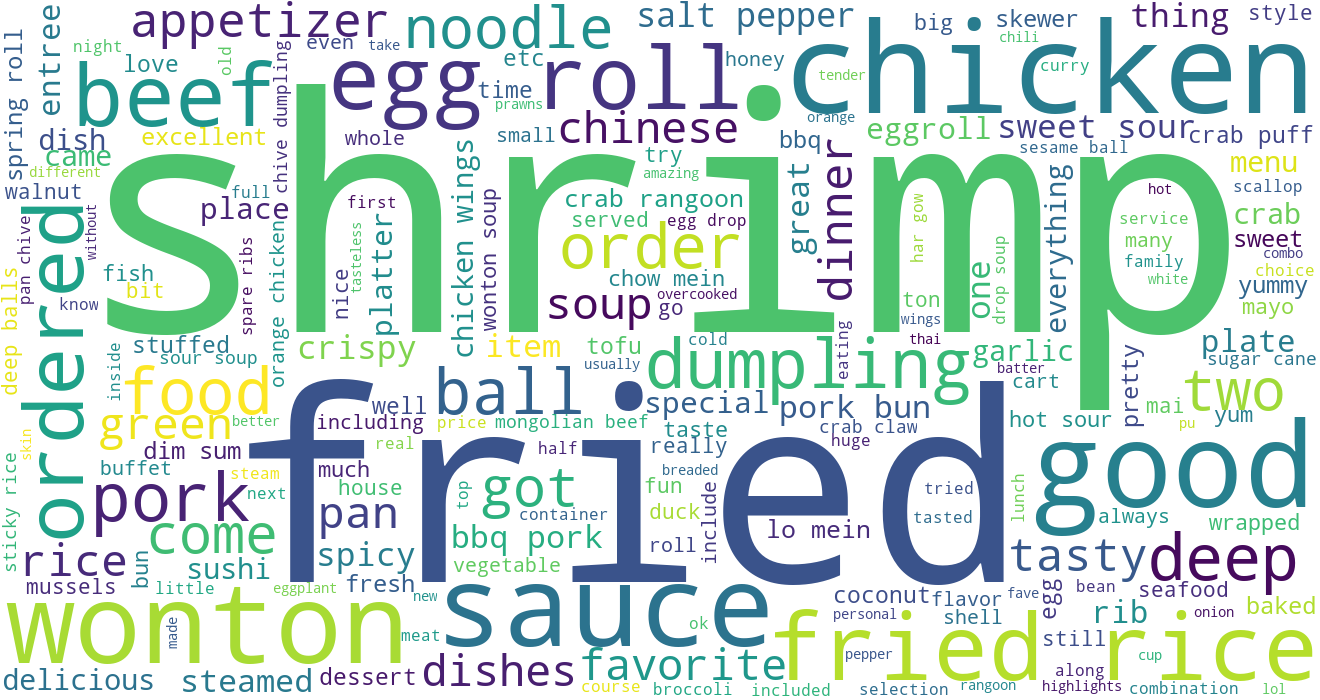 shrimp
fried
chicken
egg roll
good
wonton
sauce
fried rice
beef
noodle
appetizer
ordered
dumpling
pork
ball
deep
food
order
soup
dinner
chinese
salt pepper
thing
style
big
skewer
chili
entree
night
love
old
even
take
etc
time
honey
tender
curry
prawns
spring roll
dish
excellent
came
different
walnut
chive dumpling
whole
small
bbq
orange
eggroll
sweet sour
crab puff
sesame ball
menu
scallop
try
amazing
full
place
first
chicken wings
crab rangoon
served
egg drop
great
hot
service
many
family
white
crab
sweet
combo
choice
yummy
mayo
har gow
one
drop soup
everything
without
pan chive
fish
bit
know
deep balls
spare ribs
orange chicken
nice
tasteless
platter
wonton soup
chow mein
overcooked
go
ton
wings
thai
eating
stuffed
sour soup
inside
crispy
item
tofu
usually
cold
garlic
batter
cart
plate
sugar cane
pretty
two
mai
yum
pu
hot sour
green
better
well
including
price
mongolian beef
special
taste
pork bun
crab claw
huge
really
real
half
dim sum
skin
buffet
steam
next
much
house
got
top
container
breaded
fun
duck
include
tried
tasted
lunch
always
wrapped
sticky rice
pan
come
bbq pork
roll
lo mein
tasty
rice
bun
sushi
spicy
vegetable
mussels
little
eggplant
fresh
new
coconut
flavor
fave
egg
bean
seafood
personal
shell
rib
onion
baked
made
meat
ok
still
pepper
cup
delicious
steamed
dessert
dishes
favorite
course
broccoli
included
selection
rangoon
along
highlights
combination
lol